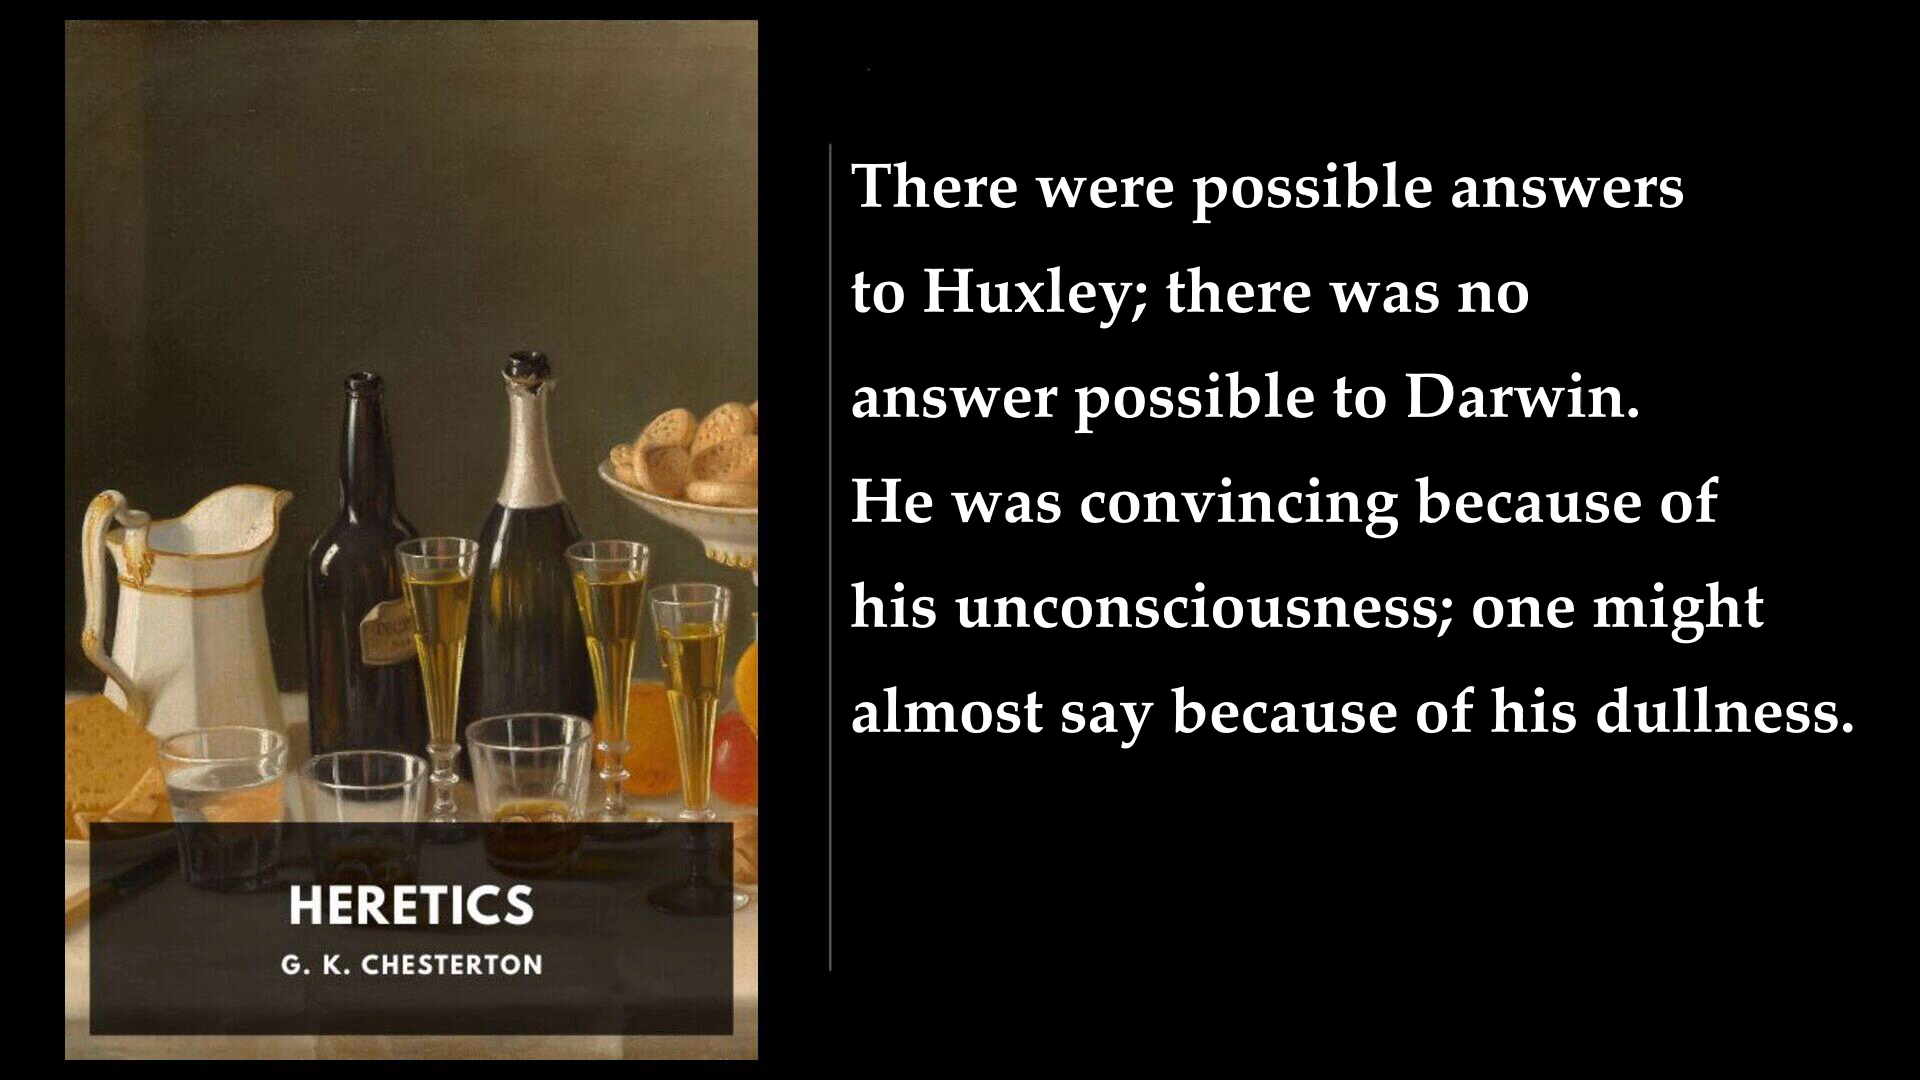 There were possible answers
to Huxley; there was no
answer possible to Darwin.
He was convincing because of
his unconsciousness; one might
almost say because of his dullness.
HERETICS
G. K. CHESTERTON